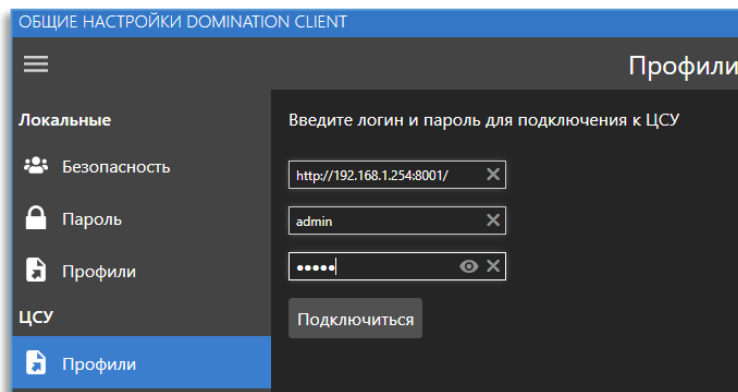 ОБЩИЕ НАСТРОЙКИ DOMINATION CLIENT
Профили
Локальные
Безопасность
Пароль
Профили
ЦСУ
Профили
Введите логин и пароль для подключения к ЦСУ
http://192.168.1.254:8001/
admin
•••••
Подключиться